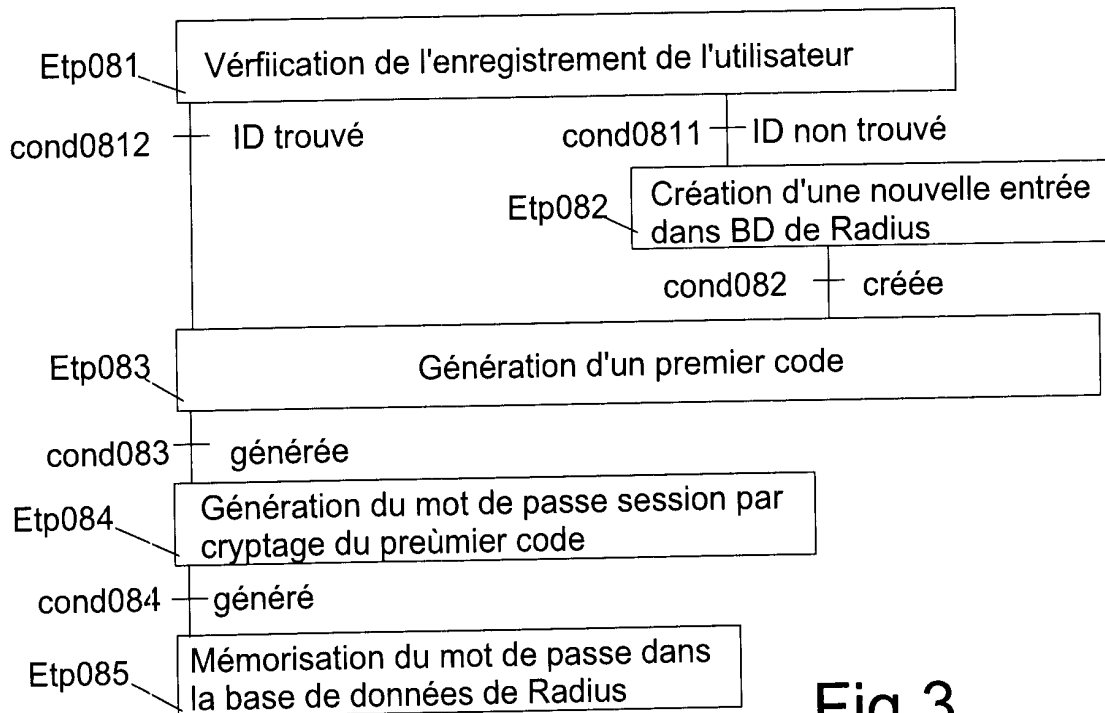 Etp081
Vérfiication de l'enregistrement de l'utilisateur
cond0812
ID trouvé
cond0811
ID non trouvé
Etp082
Création d'une nouvelle entrée
dans BD de Radius
cond082
créée
Etp083
Génération d'un premier code
cond083
générée
Etp084
Génération du mot de passe session par
cryptage du preùmier code
cond084
généré
Etp085
Mémorisation du mot de passe dans
la base de données de Radius
Fig 3